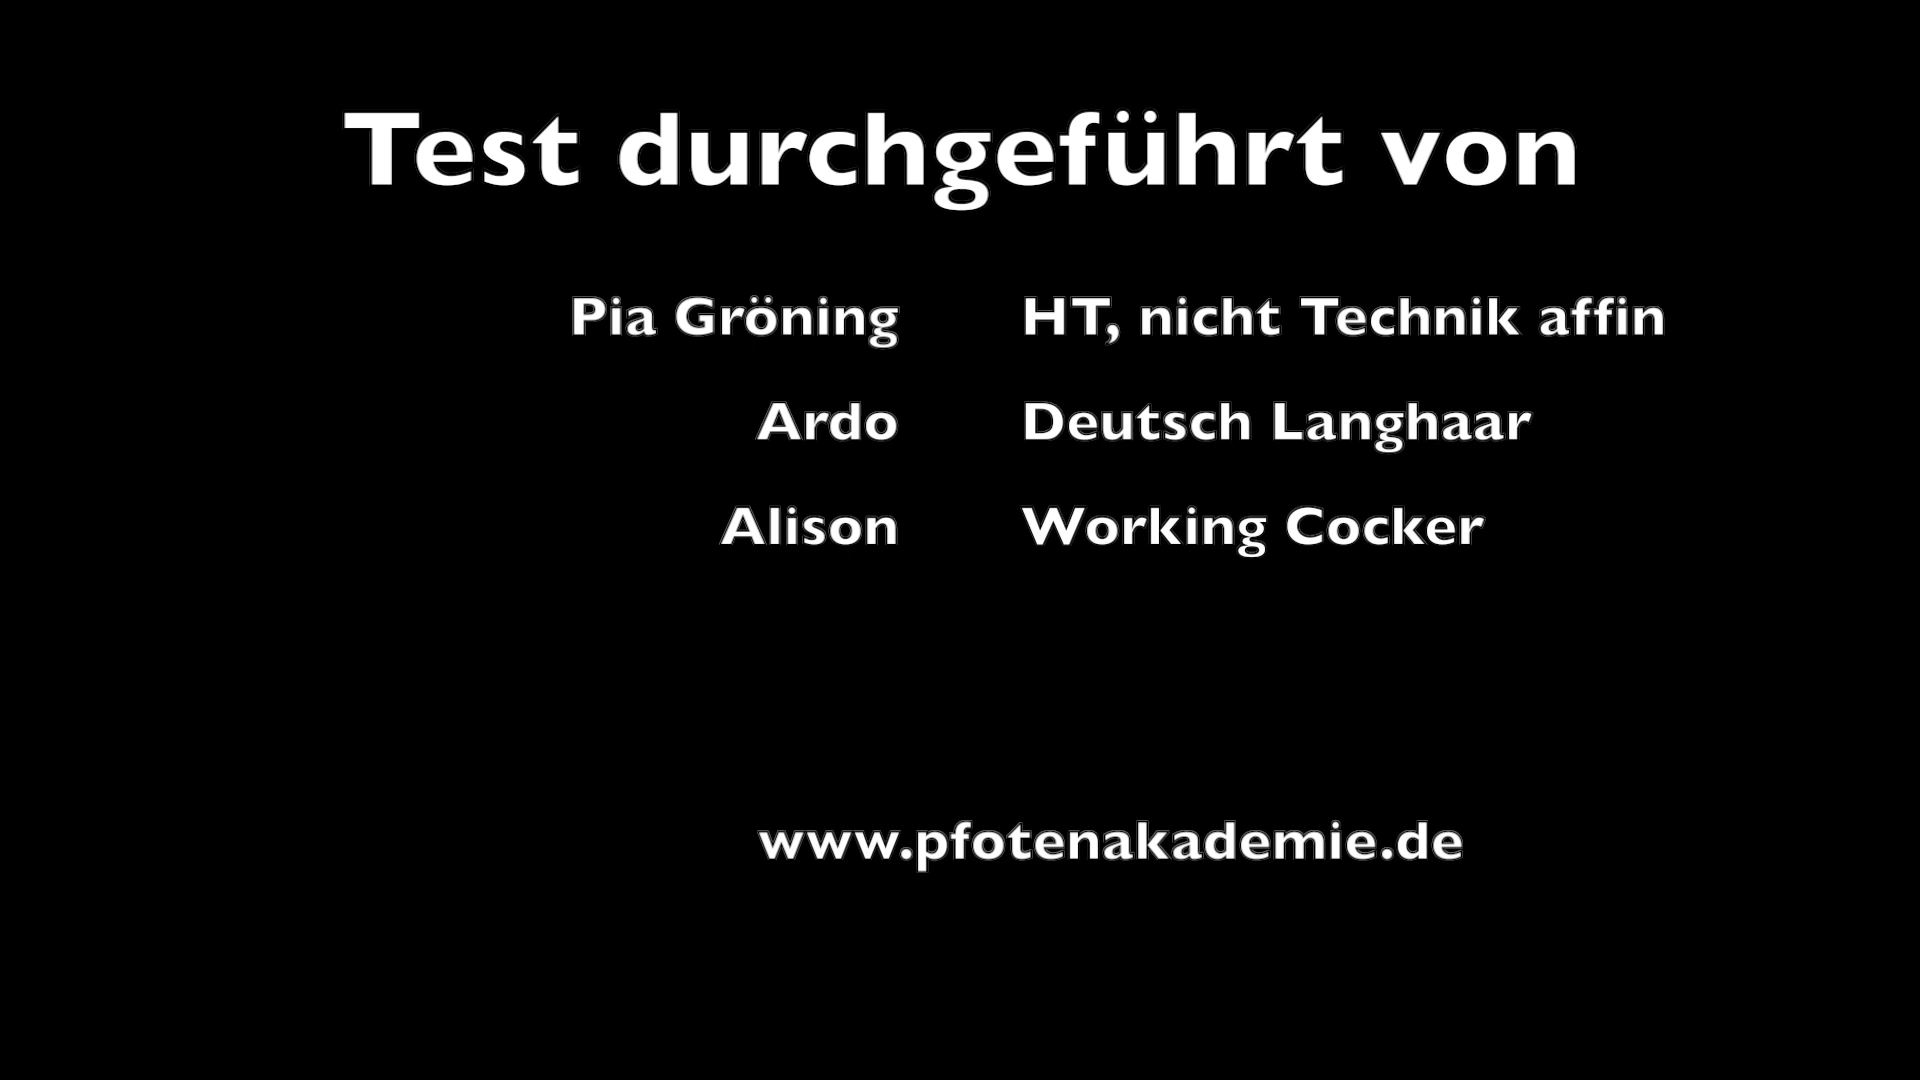 Test durchgeführt von
Pia Gröning HT, nicht Technik affin
Ardo Deutsch Langhaar
Alison Working Cocker
www.pfotenakademie.de